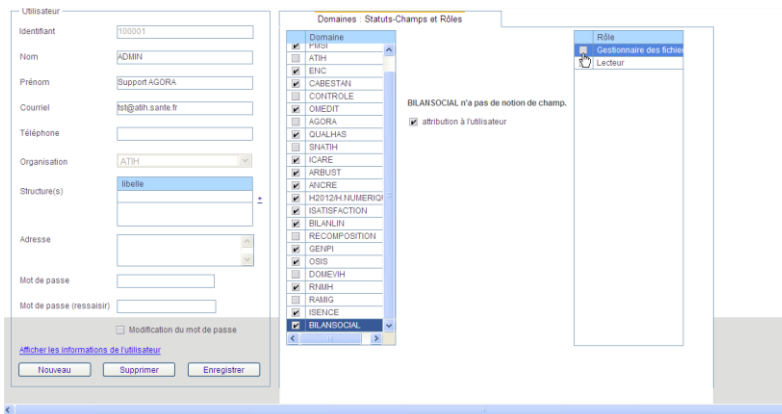 Utilisateur
Identifiant 100001
Nom ADMIN
Prénom Support AGORA
Courriel tst@atih.sante.fr
Téléphone
Organisation ATIH
Structure(s) libelle
±
Adresse
Mot de passe
Mot de passe (ressaisir)
Modification du mot de passe
Afficher les informations de l'utilisateur
Nouveau Supprimer Enregistrer
Domaines : Statuts-Champs et Rôles
Domaine
PMSI
ATIH
ENC
CABESTAN
CONTROLE
OMEDIT
AGORA
QUALHAS
SNATIH
ICARE
ARBUST
ANCRE
H2012/H.NUMERIQU
ISATISFACTION
BILANLIN
RECOMPOSITION
GENPI
OSIS
DOMEVIH
RNMH
RAMIG
ISENCE
BILANSOCIAL
BILANSOCIAL n'a pas de notion de champ.
attribution à l'utilisateur
Rôle
Gestionnaire des fichie
Lecteur